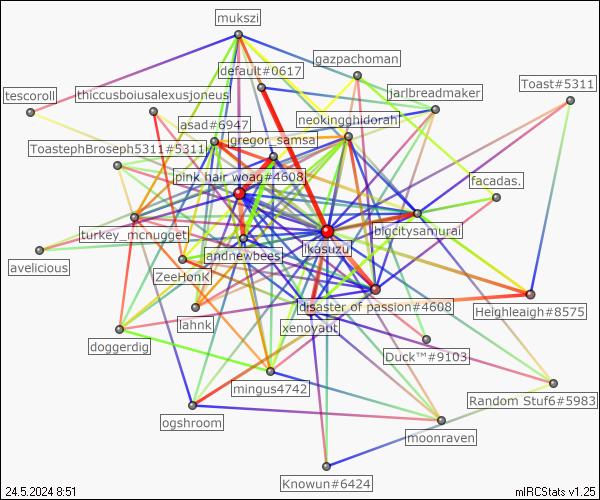 mukszi
gazpachoman
default#0617
Toast#5311
tescoroll
thiccusboiusalexusjoneus
jarlbreadmaker
asad#6947
neokingghidorah
gregor_samsa
ToastephBroseph5311#5311
pink hair woag#4608
facadas.
turkey_mcnugget
bigcitysamurai
ikasuzu
andnewbees
avelicious
ZeeHonk
disaster of passion#4608
Heighleaigh#8575
lahnk
xenoyaut
doggerdig
Duck™#9103
mingus4742
Random Stuf6#5983
ogshroom
moonraven
Knowun#6424
24.5.2024 8:51
mIRCStats v1.25